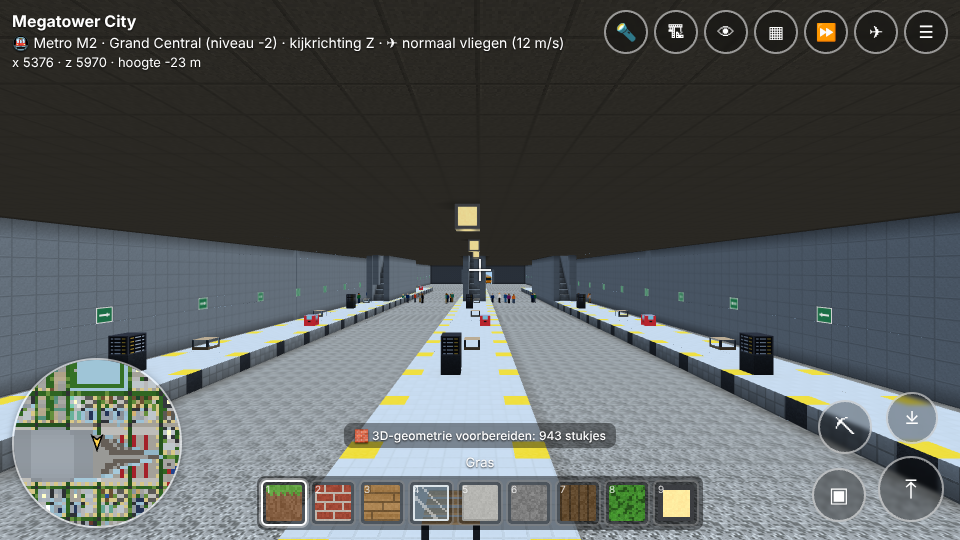 Megatower City
🚇 Metro M2 · Grand Central (niveau -2) · kijkrichting Z · ✈ normaal vliegen (12 m/s)
x 5376 · z 5970 · hoogte -23 m
🧱 3D-geometrie voorbereiden: 943 stukjes
Gras
1 2 3 4 5 6 7 8 9